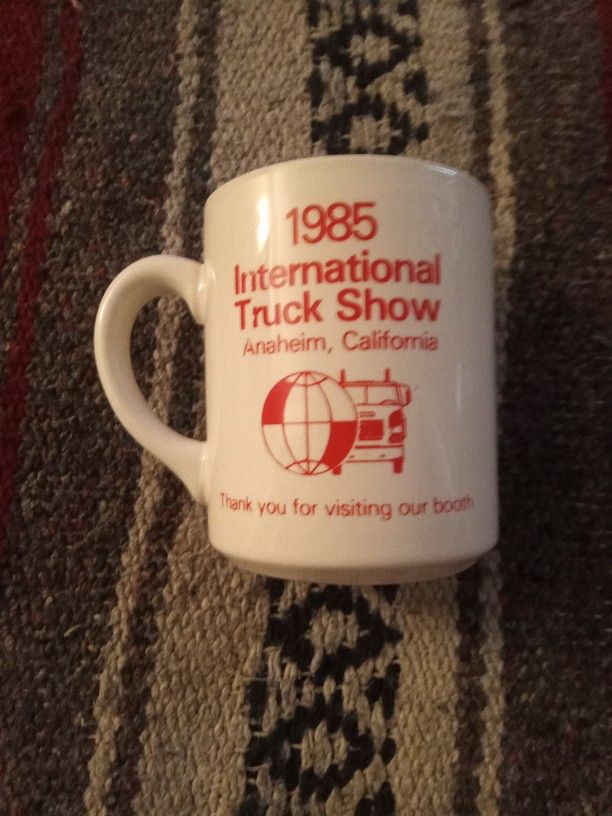 1985
International
Truck Show
Anaheim, California
Thank you for visiting our booth